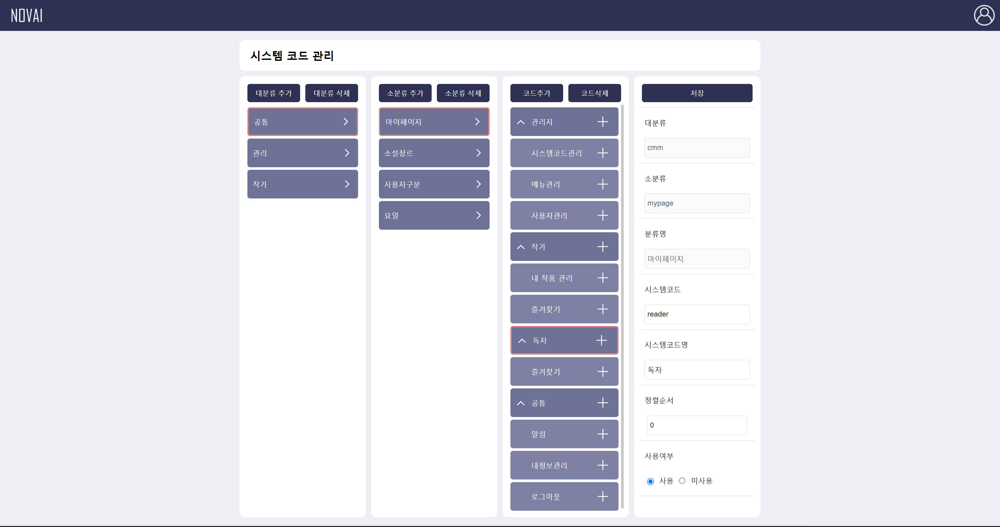 NOVAI
시스템 코드 관리
대분류 추가
대분류 삭제
공통
관리
작가
소분류 추가
소분류 삭제
마이페이지
소설장르
사용자구분
요일
코드추가
코드삭제
관리자
시스템코드관리
메뉴관리
사용자관리
작가
내 작품 관리
즐겨찾기
독자
즐겨찾기
공통
알림
내정보관리
로그아웃
저장
대분류
cmm
소분류
mypage
분류명
마이페이지
시스템코드
reader
시스템코드명
독자
정렬순서
0
사용여부
사용 미사용